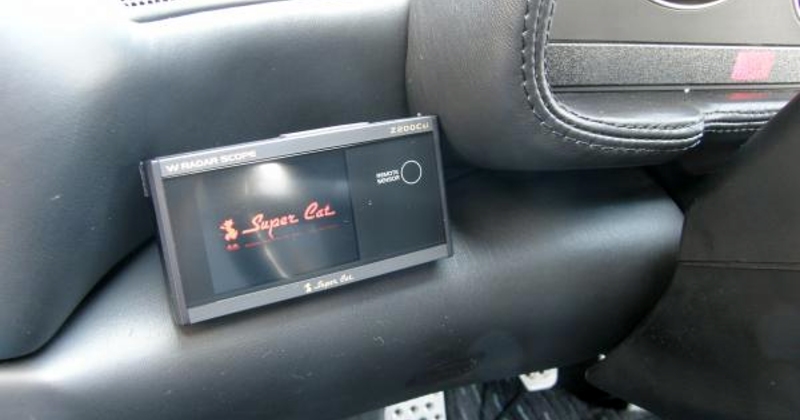 W RADAR SCOPE
Z200Csi
REMOTE
SENSOR
Super Cat
Super Cat